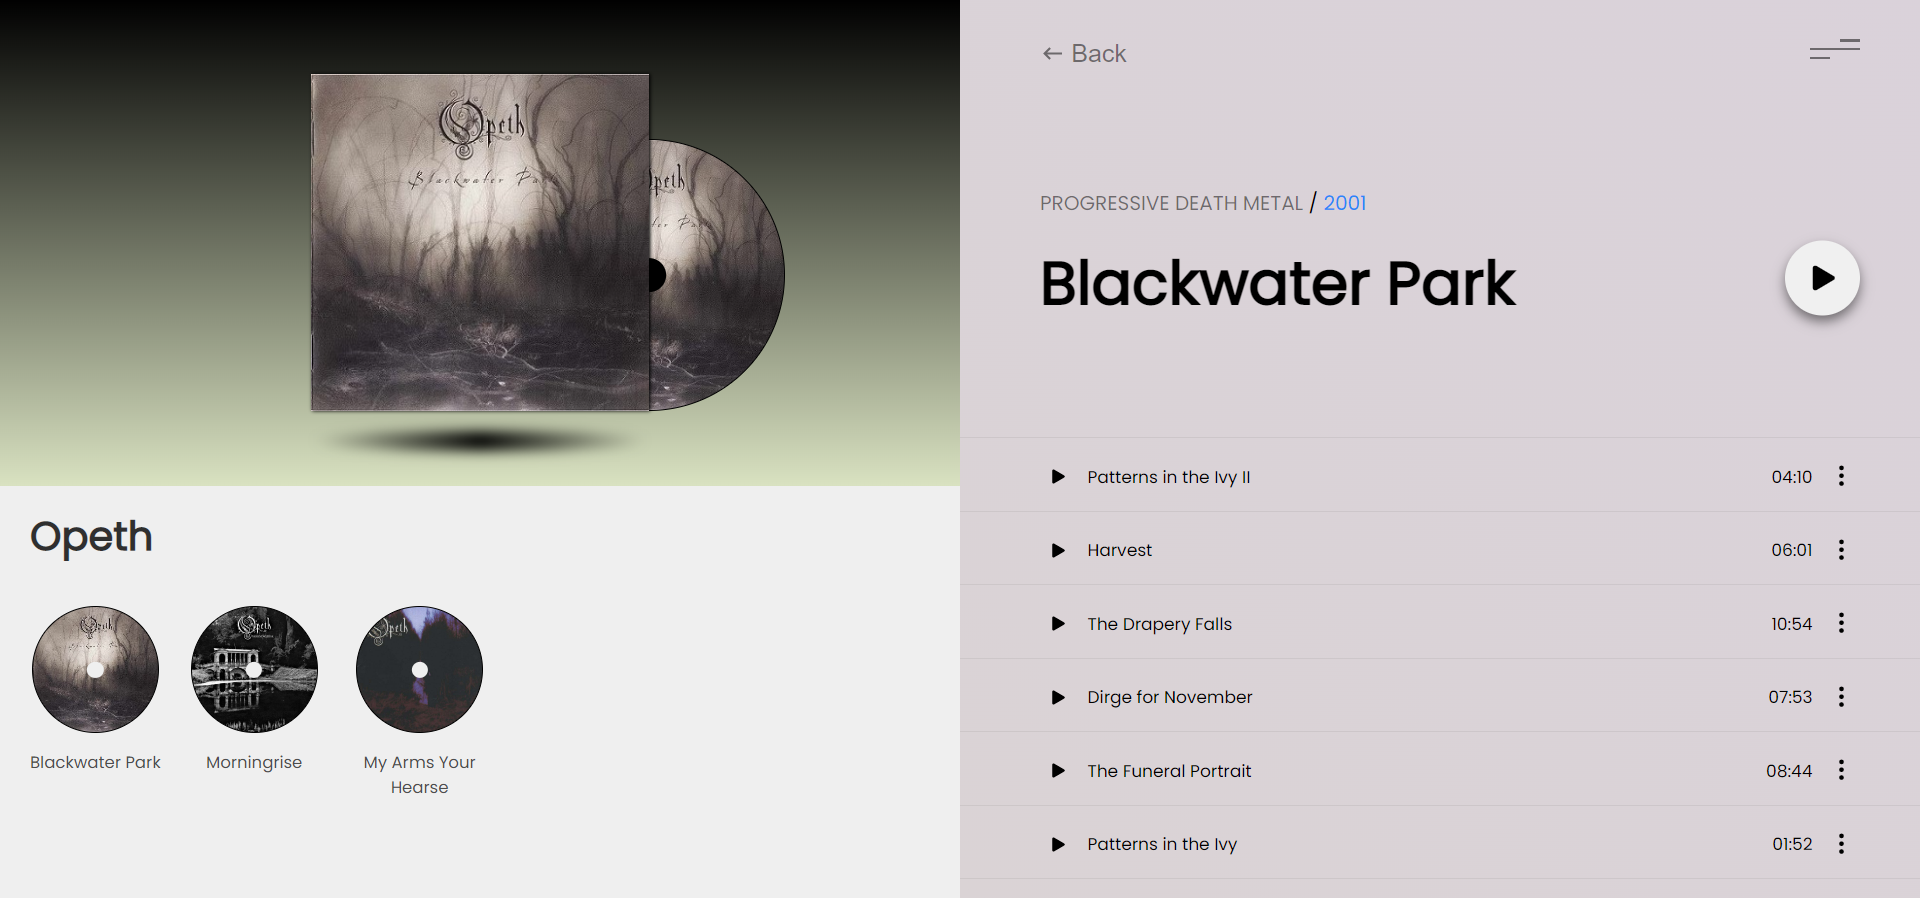 Opeth
Blackwater Park
Opeth
Blackwater Park
Opeth
Morningrise
Opeth
My Arms Your
Hearse
← Back
PROGRESSIVE DEATH METAL / 2001
Blackwater Park
Patterns in the Ivy II 04:10
Harvest 06:01
The Drapery Falls 10:54
Dirge for November 07:53
The Funeral Portrait 08:44
Patterns in the Ivy 01:52